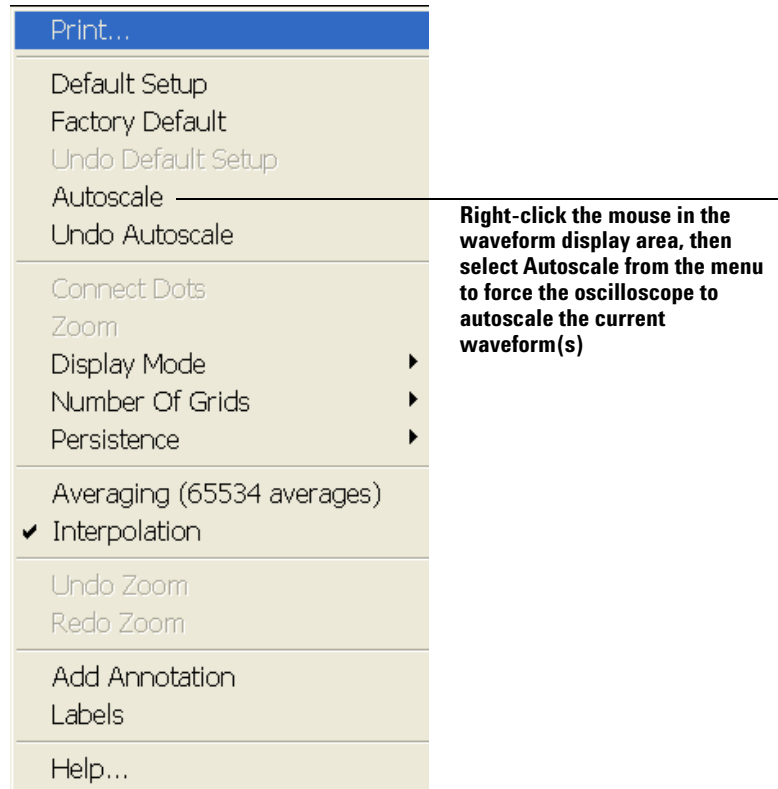 Print...
Default Setup
Factory Default
Undo Default Setup
Autoscale
Undo Autoscale
Connect Dots
Zoom
Display Mode
Number Of Grids
Persistence
Averaging (65534 averages)
Interpolation
Undo Zoom
Redo Zoom
Add Annotation
Labels
Help...
Right-click the mouse in the
waveform display area, then
select Autoscale from the menu
to force the oscilloscope to
autoscale the current
waveform(s)